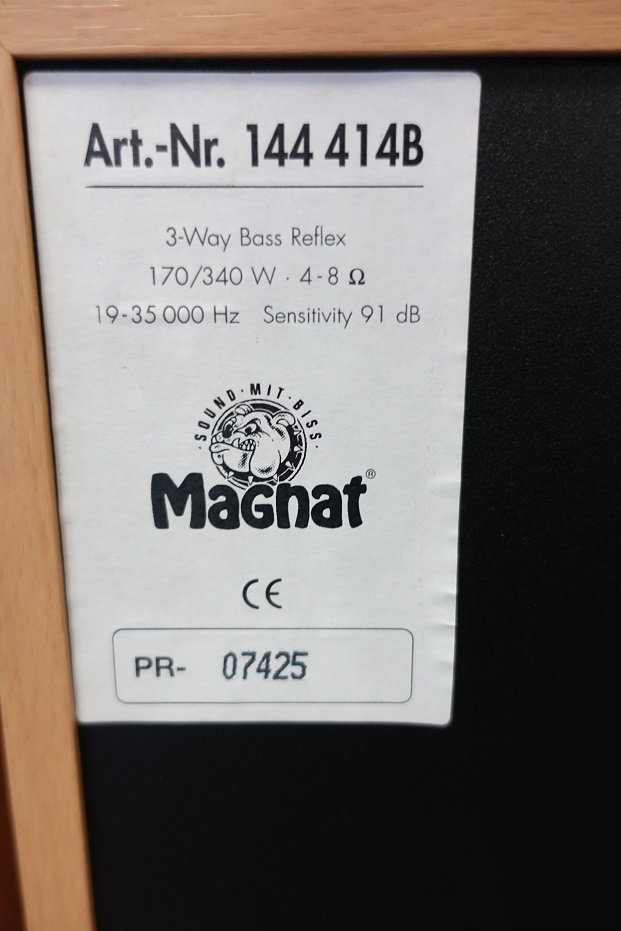 Art.-Nr. 144 414B
3-Way Bass Reflex
170/340 W · 4-8 Ω
19-35 000 Hz Sensitivity 91 dB
·SOUND·MIT·BISS·
Magnat®
CE
PR- 07425